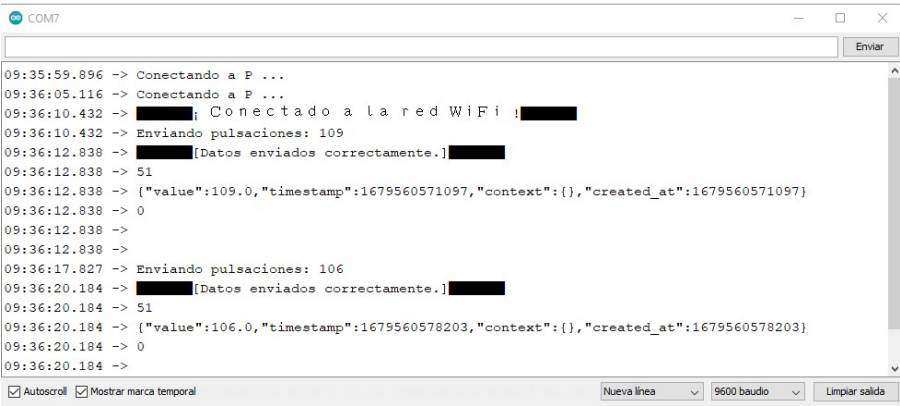 COM7
Enviar
09:35:59.896 -> Conectando a P ...
09:36:05.116 -> Conectando a P ...
09:36:10.432 -> ¡ Conectado a la red WiFi !
09:36:10.432 -> Enviando pulsaciones: 109
09:36:12.838 -> [Datos enviados correctamente.]
09:36:12.838 -> 51
09:36:12.838 -> {"value":109.0,"timestamp":1679560571097,"context":{},"created_at":1679560571097}
09:36:12.838 -> 0
09:36:12.838 ->
09:36:12.838 ->
09:36:17.827 -> Enviando pulsaciones: 106
09:36:20.184 -> [Datos enviados correctamente.]
09:36:20.184 -> 51
09:36:20.184 -> {"value":106.0,"timestamp":1679560578203,"context":{},"created_at":1679560578203}
09:36:20.184 -> 0
09:36:20.184 ->
Autoscroll Mostrar marca temporal Nueva línea 9600 baudio Limpiar salida